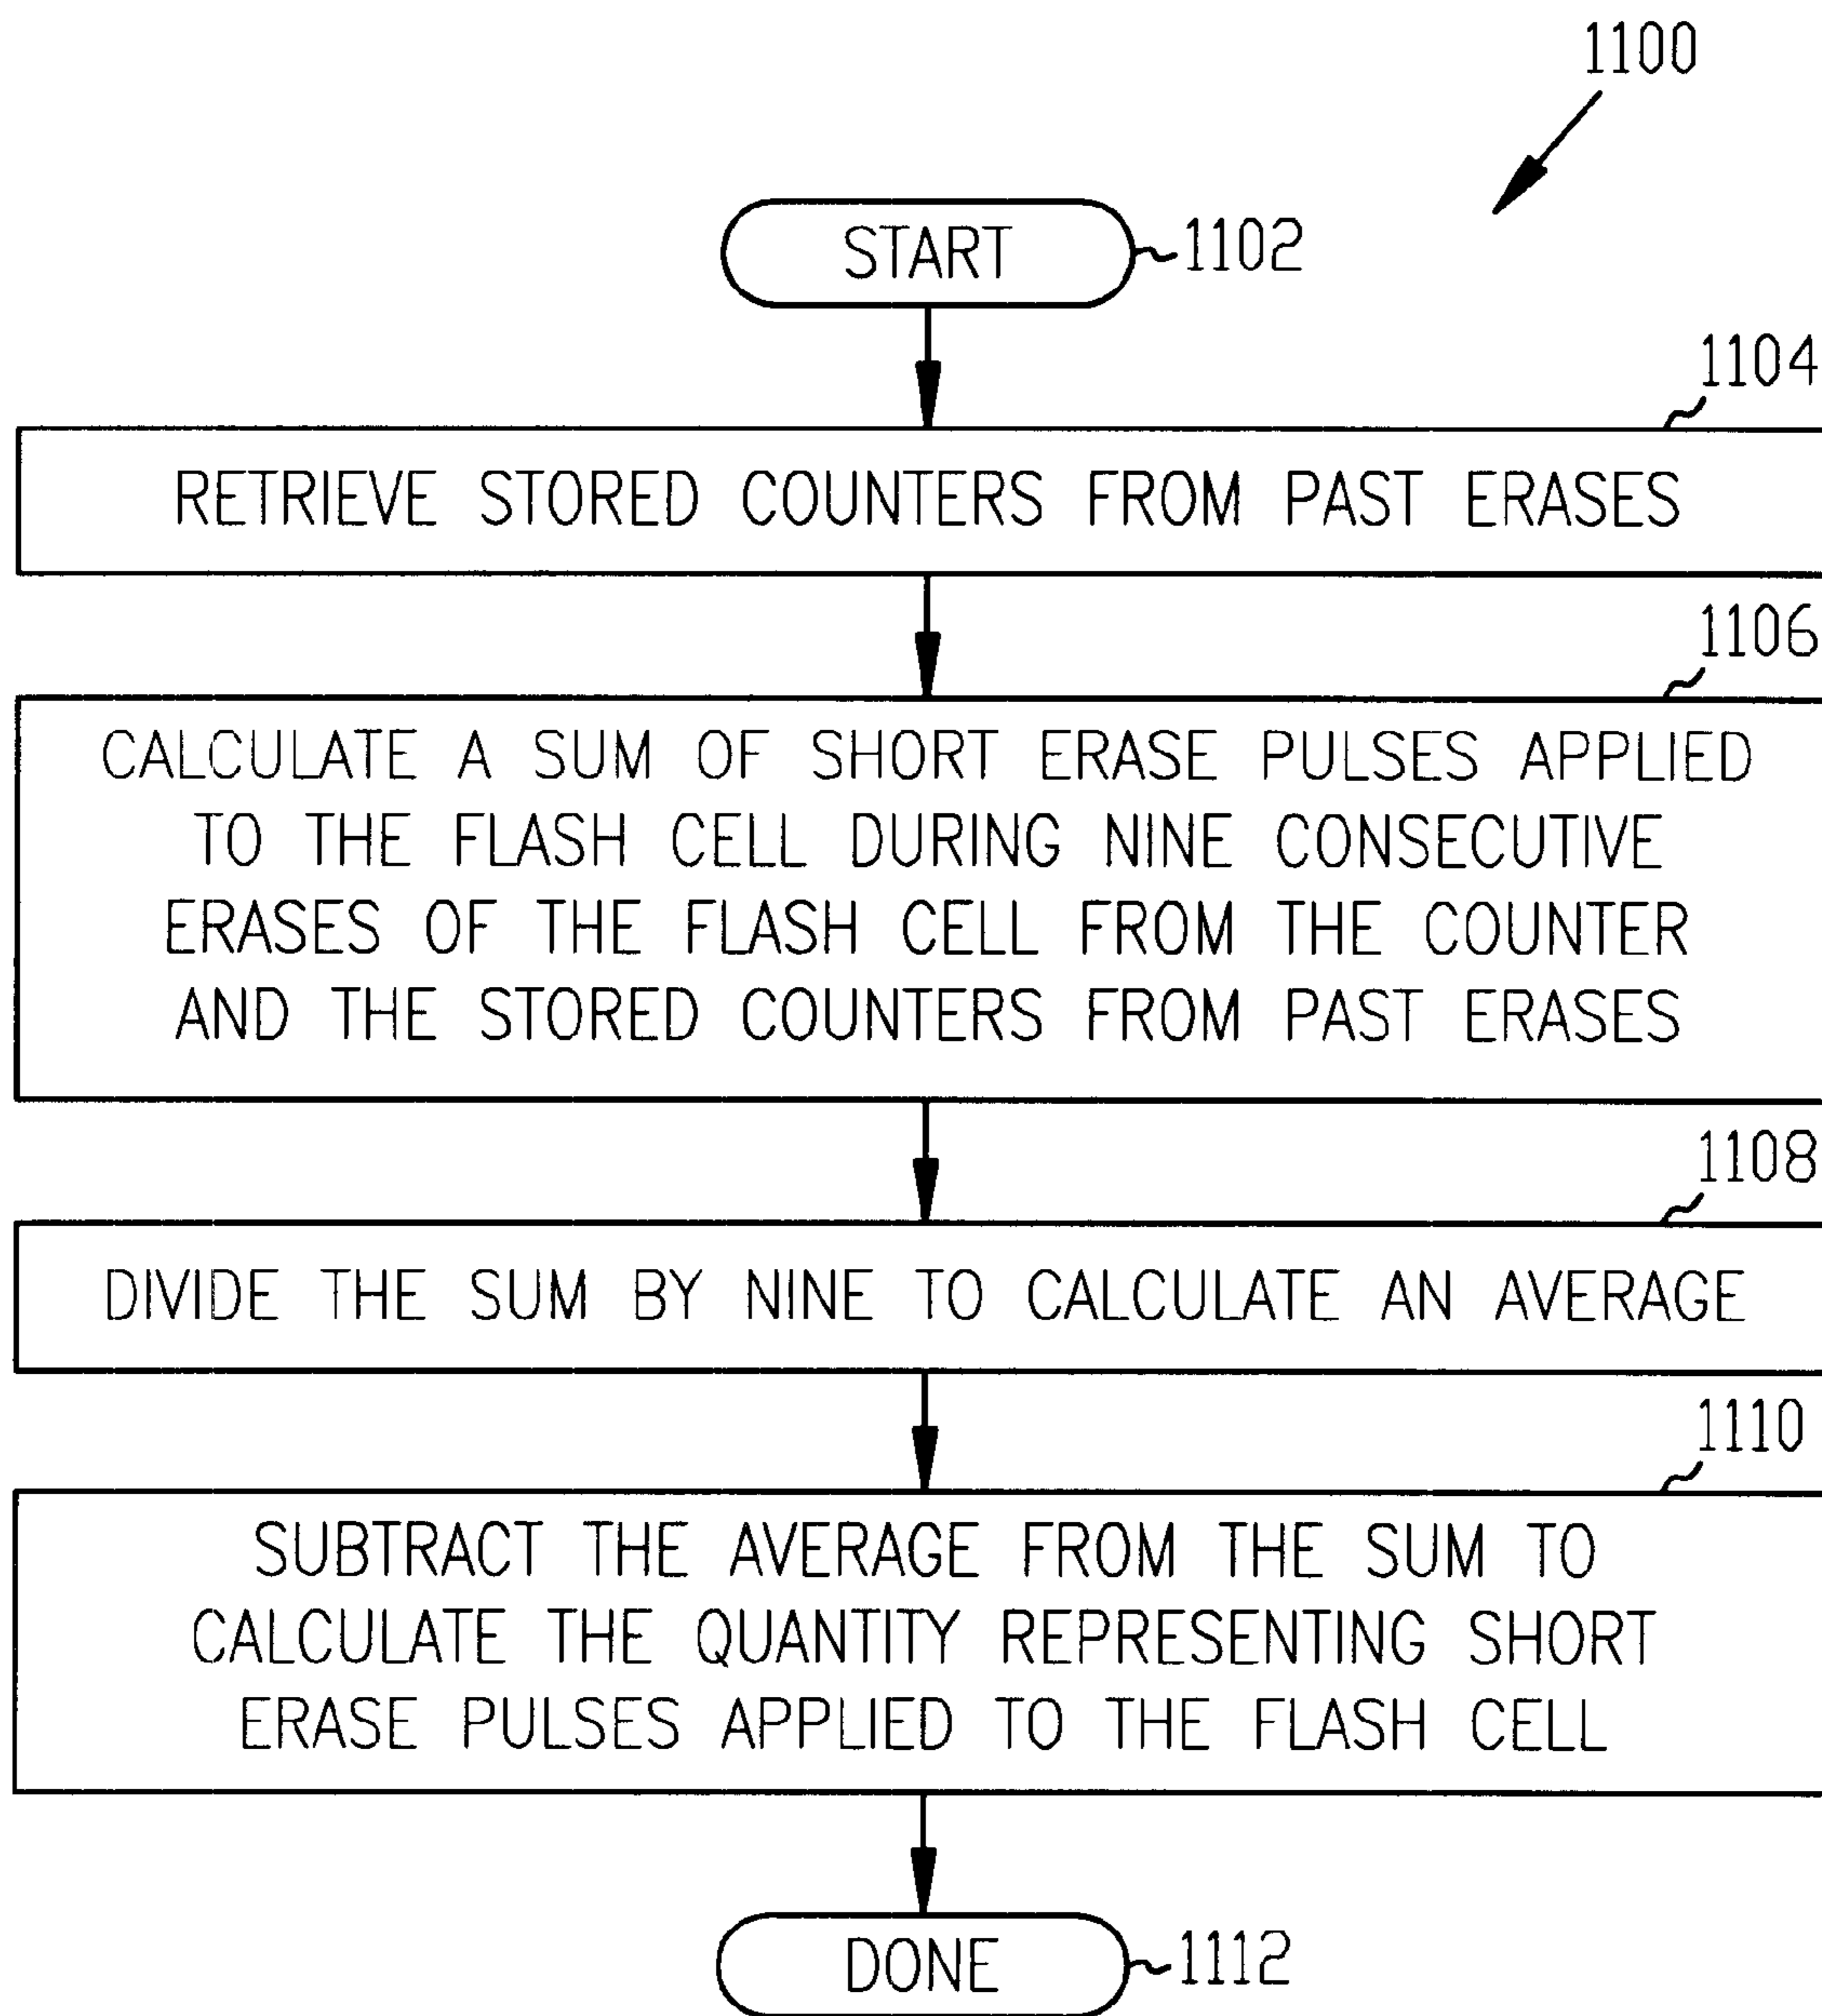 1100
START
1102
1104
RETRIEVE STORED COUNTERS FROM PAST ERASES
1106
CALCULATE A SUM OF SHORT ERASE PULSES APPLIED
TO THE FLASH CELL DURING NINE CONSECUTIVE
ERASES OF THE FLASH CELL FROM THE COUNTER
AND THE STORED COUNTERS FROM PAST ERASES
1108
DIVIDE THE SUM BY NINE TO CALCULATE AN AVERAGE
1110
SUBTRACT THE AVERAGE FROM THE SUM TO
CALCULATE THE QUANTITY REPRESENTING SHORT
ERASE PULSES APPLIED TO THE FLASH CELL
DONE
1112